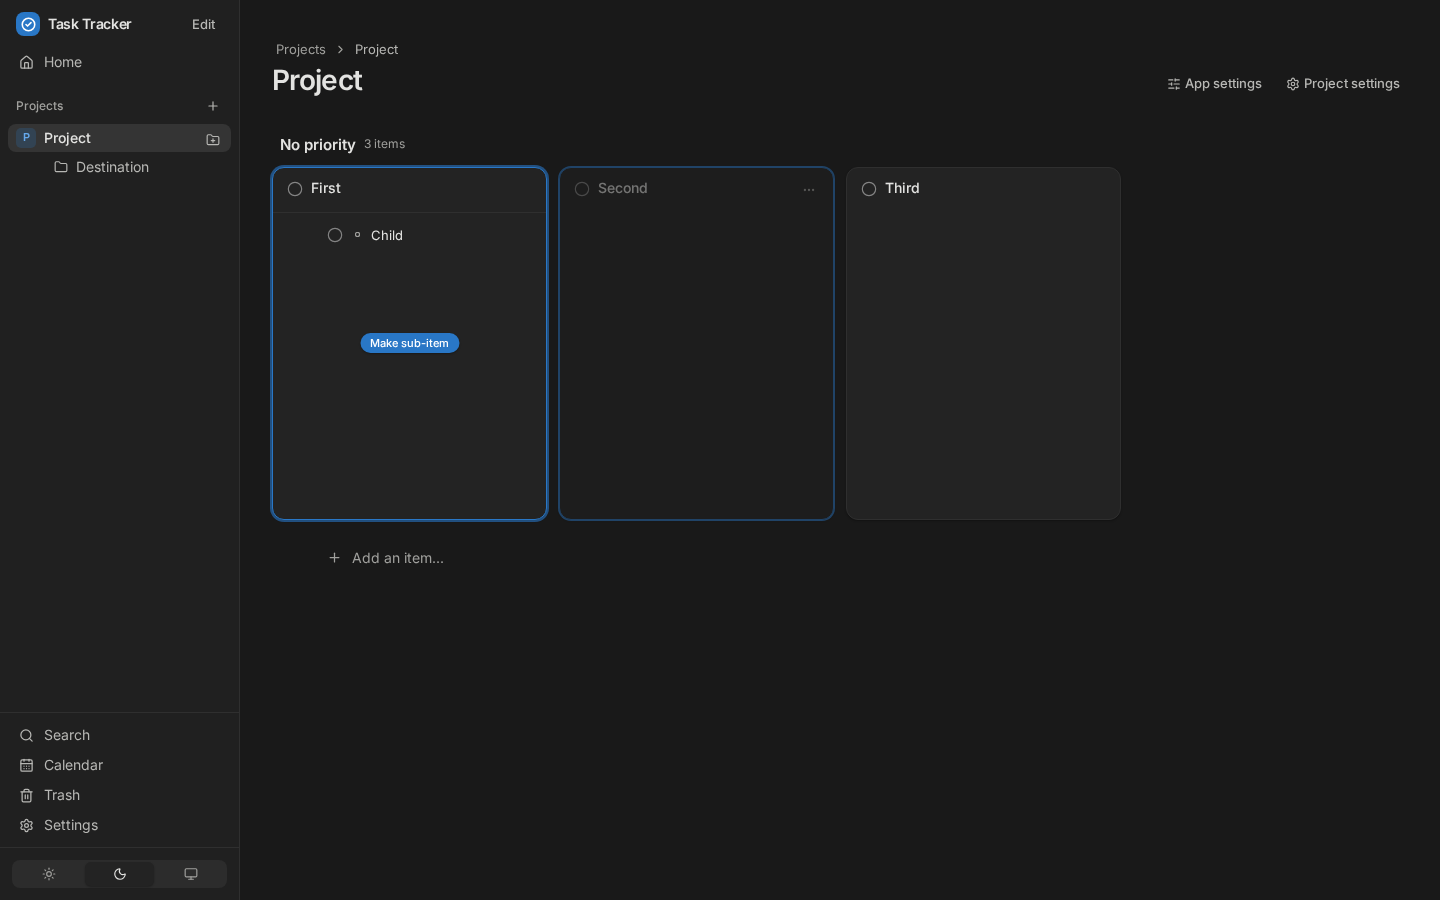 Task Tracker
Edit
Home
Projects
P Project
Destination
Search
Calendar
Trash
Settings
Projects > Project
Project
App settings
Project settings
No priority 3 items
First
Child
Make sub-item
Second
Third
Add an item...